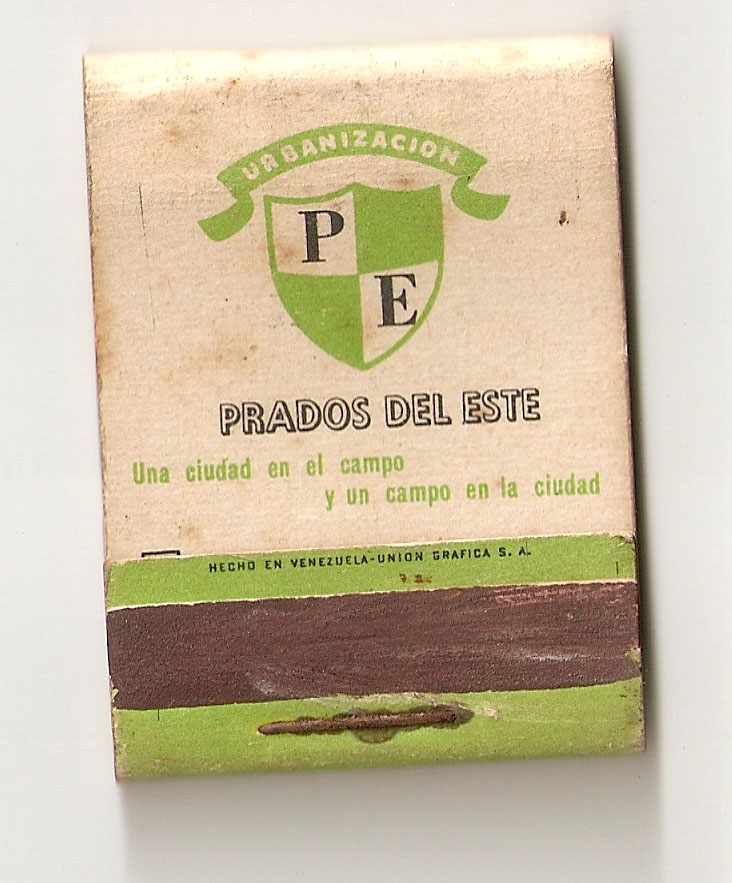 URBANIZACION
P
E
PRADOS DEL ESTE
Una ciudad en el campo
y un campo en la ciudad
HECHO EN VENEZUELA-UNION GRAFICA S. A.